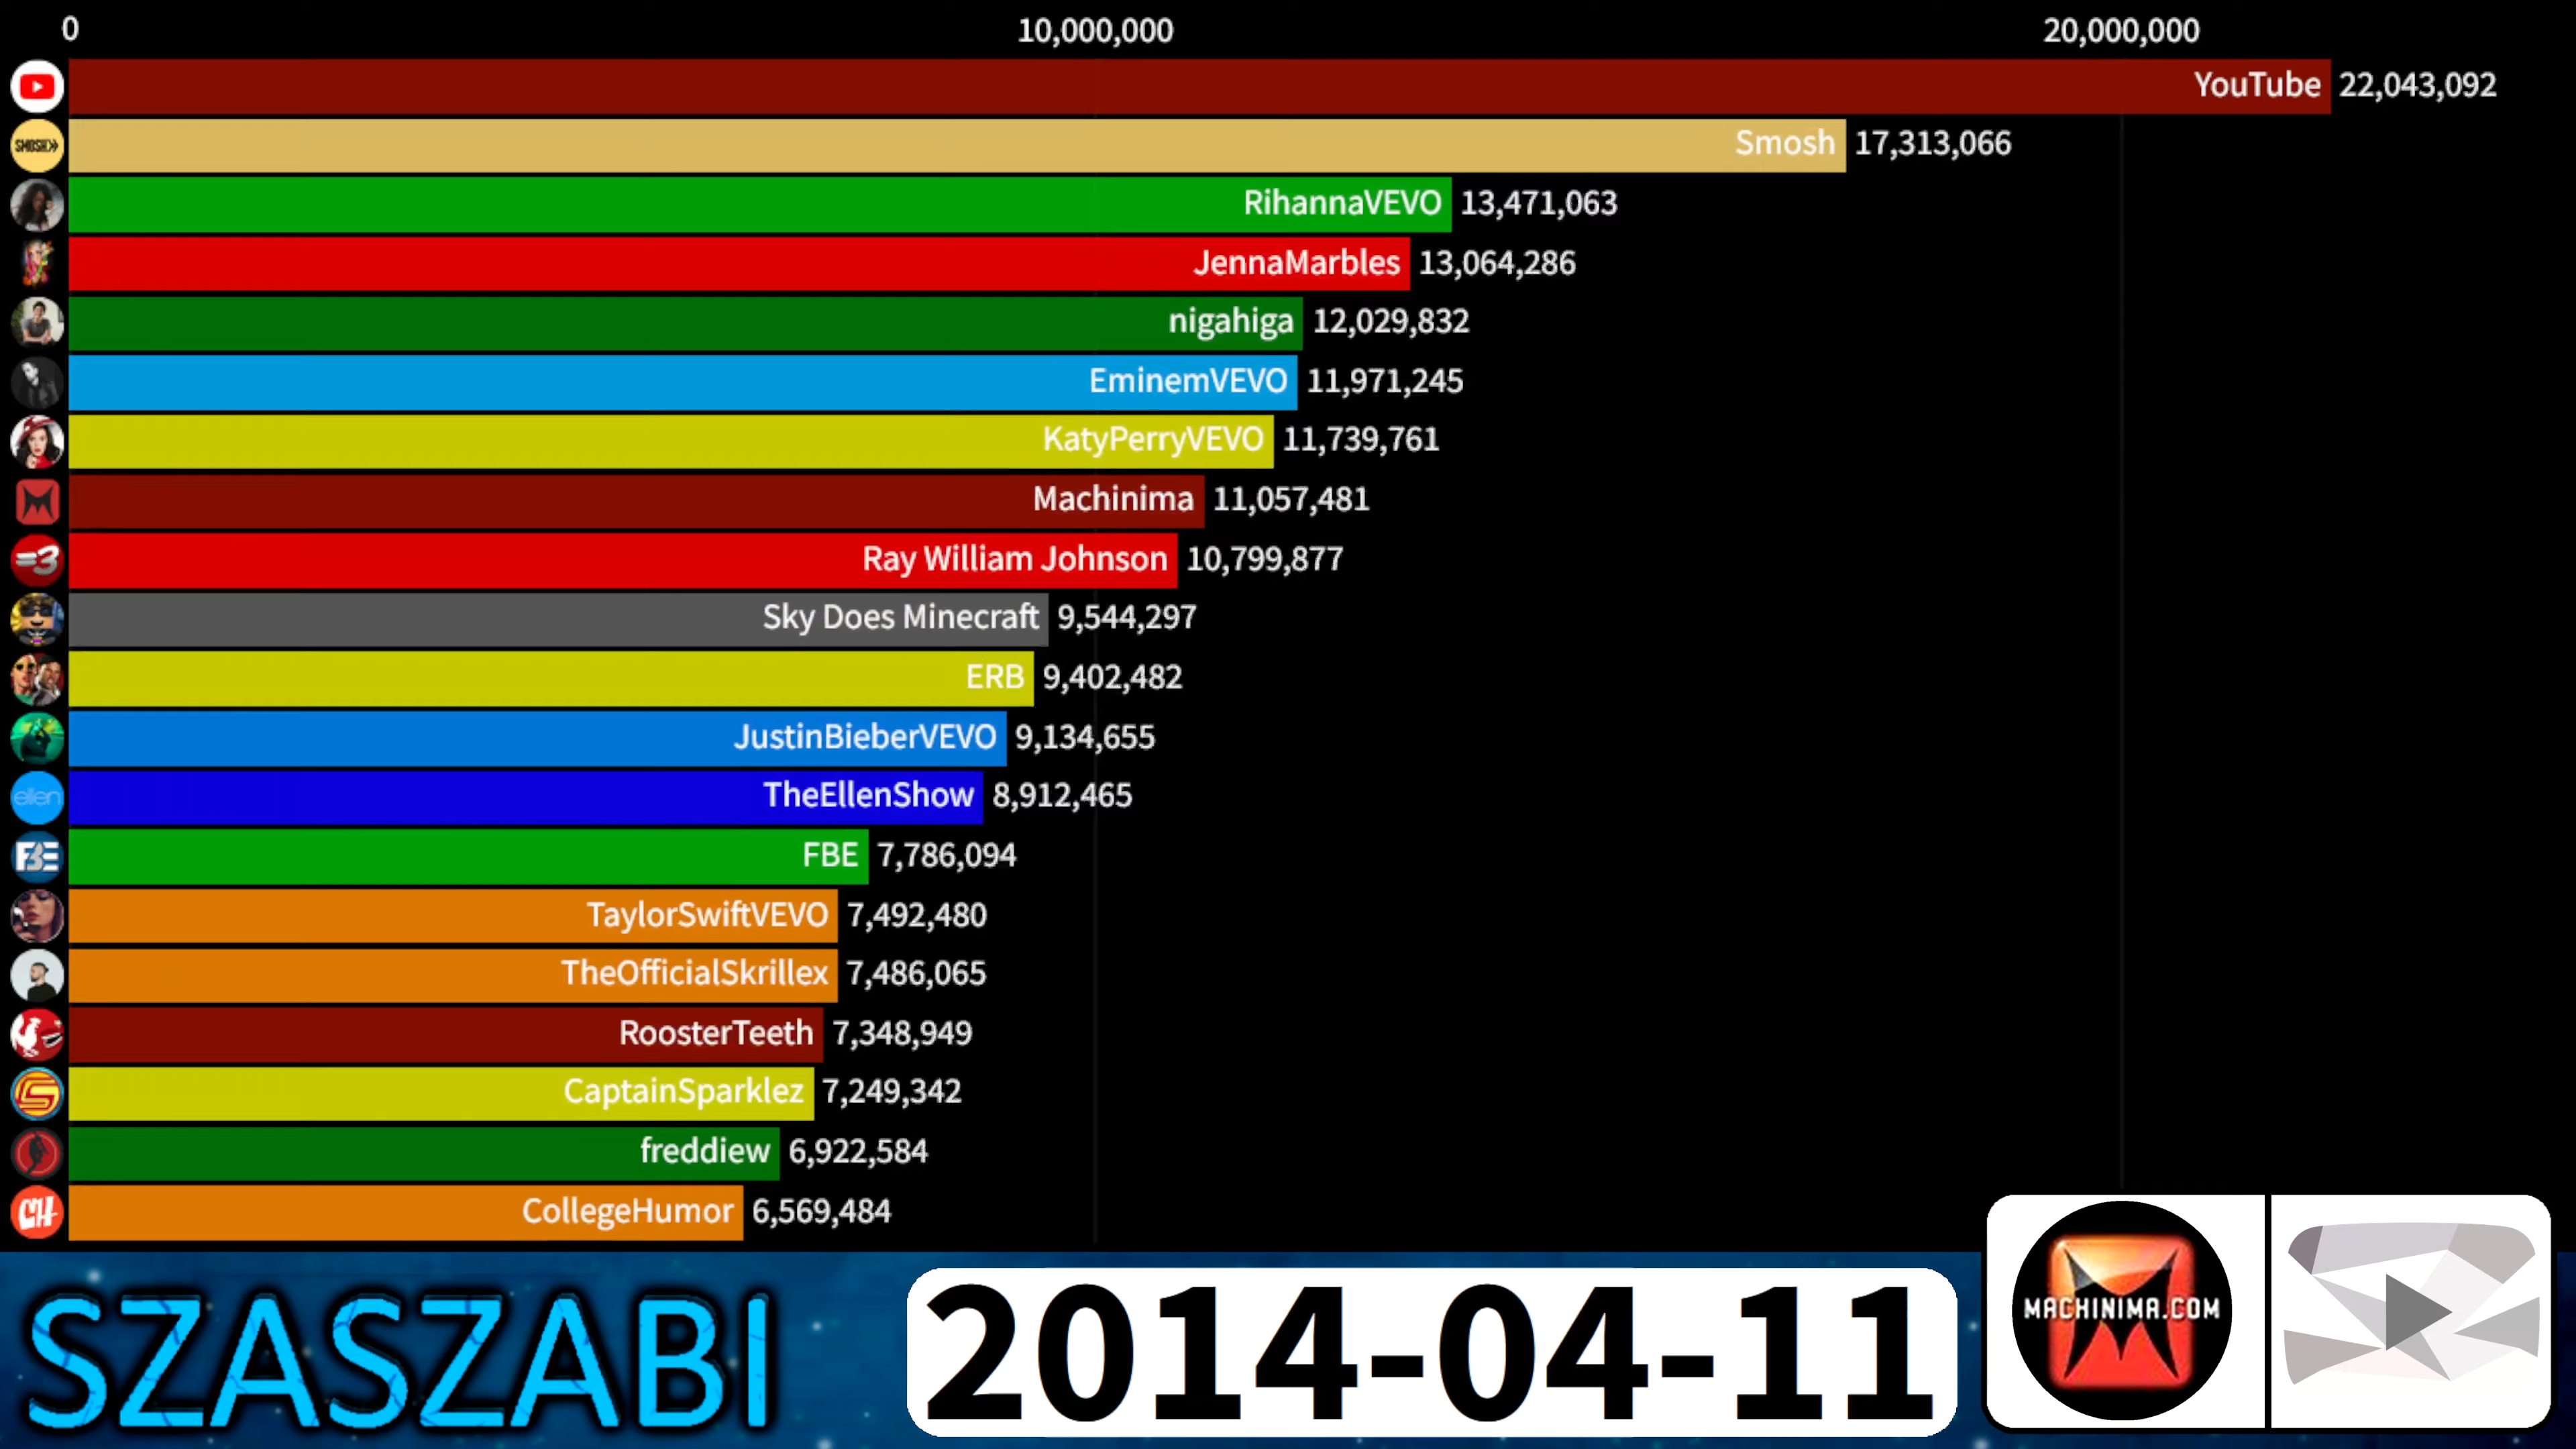 0 10,000,000 20,000,000
YouTube 22,043,092
SMOSH Smosh 17,313,066
RihannaVEVO 13,471,063
JennaMarbles 13,064,286
nigahiga 12,029,832
EminemVEVO 11,971,245
KatyPerryVEVO 11,739,761
Machinima 11,057,481
=3 Ray William Johnson 10,799,877
Sky Does Minecraft 9,544,297
ERB 9,402,482
JustinBieberVEVO 9,134,655
ellen TheEllenShow 8,912,465
FBE FBE 7,786,094
TaylorSwiftVEVO 7,492,480
TheOfficialSkrillex 7,486,065
RoosterTeeth 7,348,949
CaptainSparklez 7,249,342
freddiew 6,922,584
CH CollegeHumor 6,569,484
SZASZABI 2014-04-11 MACHINIMA.COM